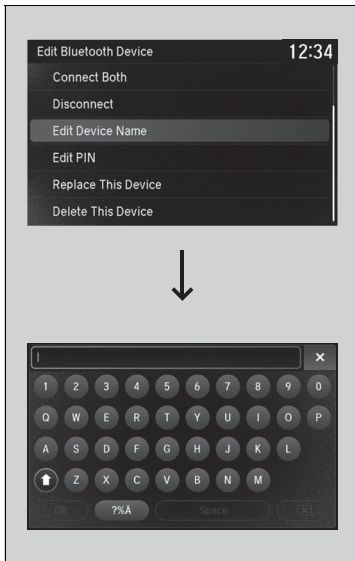 Edit Bluetooth Device 12:34
Connect Both
Disconnect
Edit Device Name
Edit PIN
Replace This Device
Delete This Device
1 2 3 4 5 6 7 8 9 0
Q W E R T Y U I O P
A S D F G H J K L
Z X C V B N M
OK ?%Ä Space